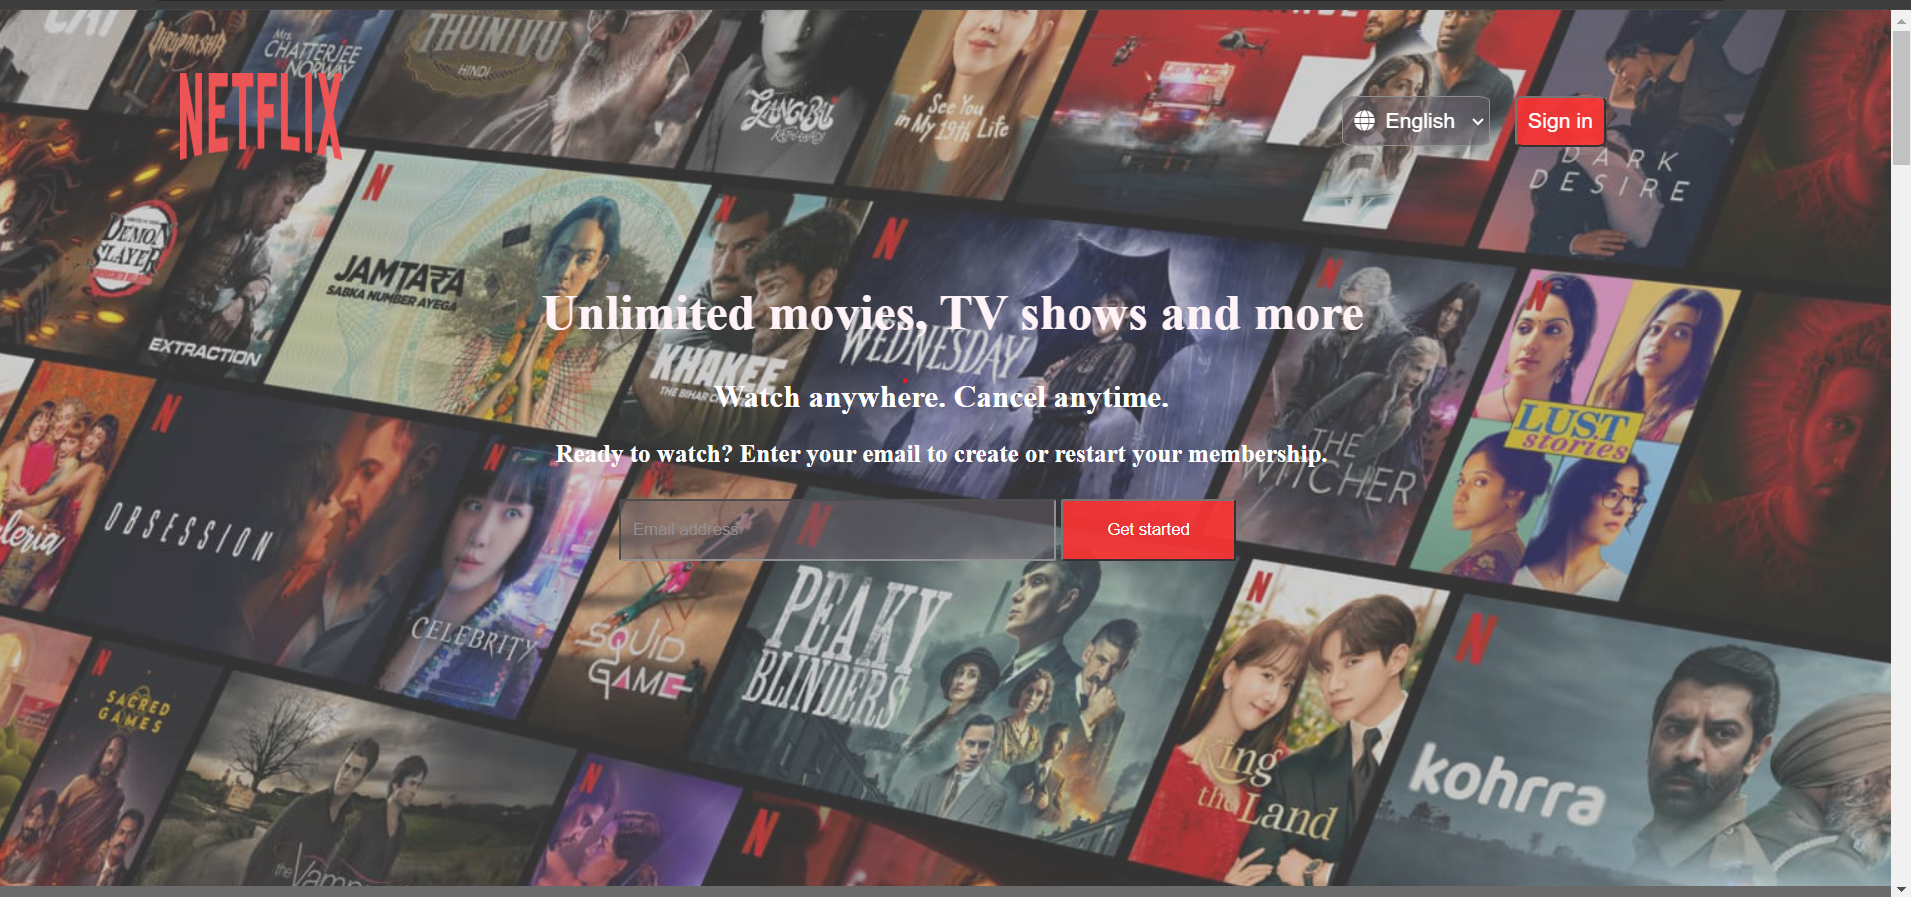 VIRUPAKSHA
Mrs.
CHATTERJEE
VS
NORWAY
THUNIVU
HINDI
GANGUBAI
KATHIAWADI
See You
in My 19th Life
DARK
DESIRE
NETFLIX
English
Sign in
DEMON
SLAYER
EXTRACTION
N
JAMTARA
SABKA NUMBER AYEGA
N
KHAKEE
THE BIHAR
N
WEDNESDAY
N
THE
WITCHER
N
LUST
stories
Unlimited movies, TV shows and more
Watch anywhere. Cancel anytime.
Ready to watch? Enter your email to create or restart your membership.
Email address
Get started
N
OBSESSION
N
CELEBRITY
SQUID
GAME
N
PEAKY
BLINDERS
N
King
the Land
N
kohrra
N
SACRED
GAMES
the Vamp
N
N